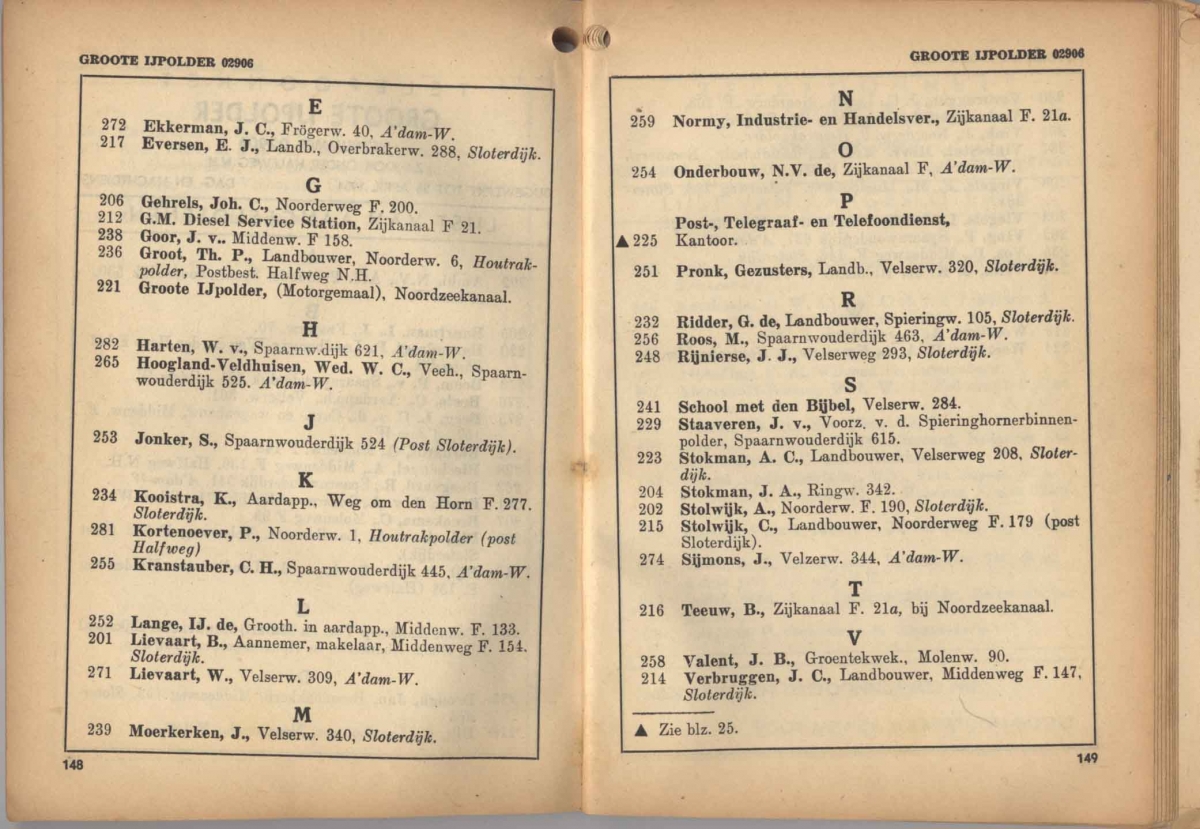 GROOTE IJPOLDER 02906
E
272 Ekkerman, J. C., Frögerw. 40, A'dam-W.
217 Eversen, E. J., Landb., Overbrakerw. 288, Sloterdijk.
G
206 Gehrels, Joh. C., Noorderweg F. 200.
212 G.M. Diesel Service Station, Zijkanaal F 21.
238 Goor, J. v.. Middenw. F 158.
236 Groot, Th. P., Landbouwer, Noorderw. 6, Houtrak-
polder, Postbest. Halfweg N.H.
221 Groote IJpolder, (Motorgemaal), Noordzeekanaal.
H
282 Harten, W. v., Spaarnw.dijk 621, A'dam-W.
265 Hoogland-Veldhuisen, Wed. W. C., Veeh., Spaarn-
wouderdijk 525. A'dam-W.
J
253 Jonker, S., Spaarnwouderdijk 524 (Post Sloterdijk).
K
234 Kooistra, K., Aardapp., Weg om den Horn F. 277.
Sloterdijk.
281 Kortenoever, P., Noorderw. 1, Houtrakpolder (post
Halfweg)
255 Kranstauber, C. H., Spaarnwouderdijk 445, A'dam-W.
L
252 Lange, IJ. de, Grooth. in aardapp., Middenw. F. 133.
201 Lievaart, B., Aannemer, makelaar, Middenweg F. 154.
Sloterdijk.
271 Lievaart, W., Velserw. 309, A'dam-W.
M
239 Moerkerken, J., Velserw. 340, Sloterdijk.
148
GROOTE IJPOLDER 02906
N
259 Normy, Industrie- en Handelsver., Zijkanaal F. 21a.
O
254 Onderbouw, N.V. de, Zijkanaal F, A'dam-W.
P
Post-, Telegraaf- en Telefoondienst,
▲ 225 Kantoor.
251 Pronk, Gezusters, Landb., Velserw. 320, Sloterdijk.
R
232 Ridder, G. de, Landbouwer, Spieringw. 105, Sloterdijk.
256 Roos, M., Spaarnwouderdijk 463, A'dam-W.
248 Rijnierse, J. J., Velserweg 293, Sloterdijk.
S
241 School met den Bijbel, Velserw. 284.
229 Staaveren, J. v., Voorz. v. d. Spieringhornerbinnen-
polder, Spaarnwouderdijk 615.
223 Stokman, A. C., Landbouwer, Velserweg 208, Sloter-
dijk.
204 Stokman, J. A., Ringw. 342.
202 Stolwijk, A., Noorderw. F. 190, Sloterdijk.
215 Stolwijk, C., Landbouwer, Noorderweg F. 179 (post
Sloterdijk).
274 Sijmons, J., Velzerw. 344, A'dam-W.
T
216 Teeuw, B., Zijkanaal F. 21a, bij Noordzeekanaal.
V
258 Valent, J. B., Groentekwek., Molenw. 90.
214 Verbruggen, J. C., Landbouwer, Middenweg F. 147,
Sloterdijk.
▲ Zie blz. 25.
149